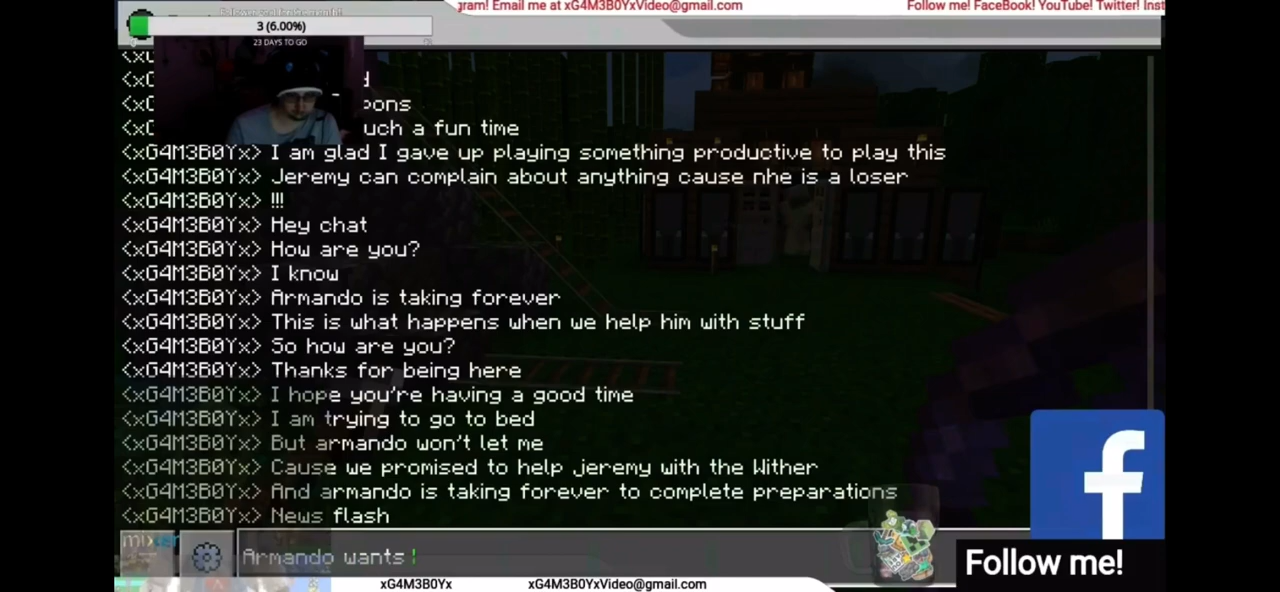 gram! Email me at xG4M3B0YxVideo@gmail.com
Follow me! FaceBook! YouTube! Twitter! Inst
3 (6.00%)
23 DAYS TO GO
<x
<x d
<x pons
<x uch a fun time
<xG4M3B0Yx> I am glad I gave up playing something productive to play this
<xG4M3B0Yx> Jeremy can complain about anything cause nhe is a loser
<xG4M3B0Yx> !!!
<xG4M3B0Yx> Hey chat
<xG4M3B0Yx> How are you?
<xG4M3B0Yx> I know
<xG4M3B0Yx> Armando is taking forever
<xG4M3B0Yx> This is what happens when we help him with stuff
<xG4M3B0Yx> So how are you?
<xG4M3B0Yx> Thanks for being here
<xG4M3B0Yx> I hope you're having a good time
<xG4M3B0Yx> I am trying to go to bed
<xG4M3B0Yx> But armando won't let me
<xG4M3B0Yx> Cause we promised to help jeremy with the Wither
<xG4M3B0Yx> And armando is taking forever to complete preparations
<xG4M3B0Yx> News flash
mixer
Armando wants
Follow me!
xG4M3B0Yx
xG4M3B0YxVideo@gmail.com